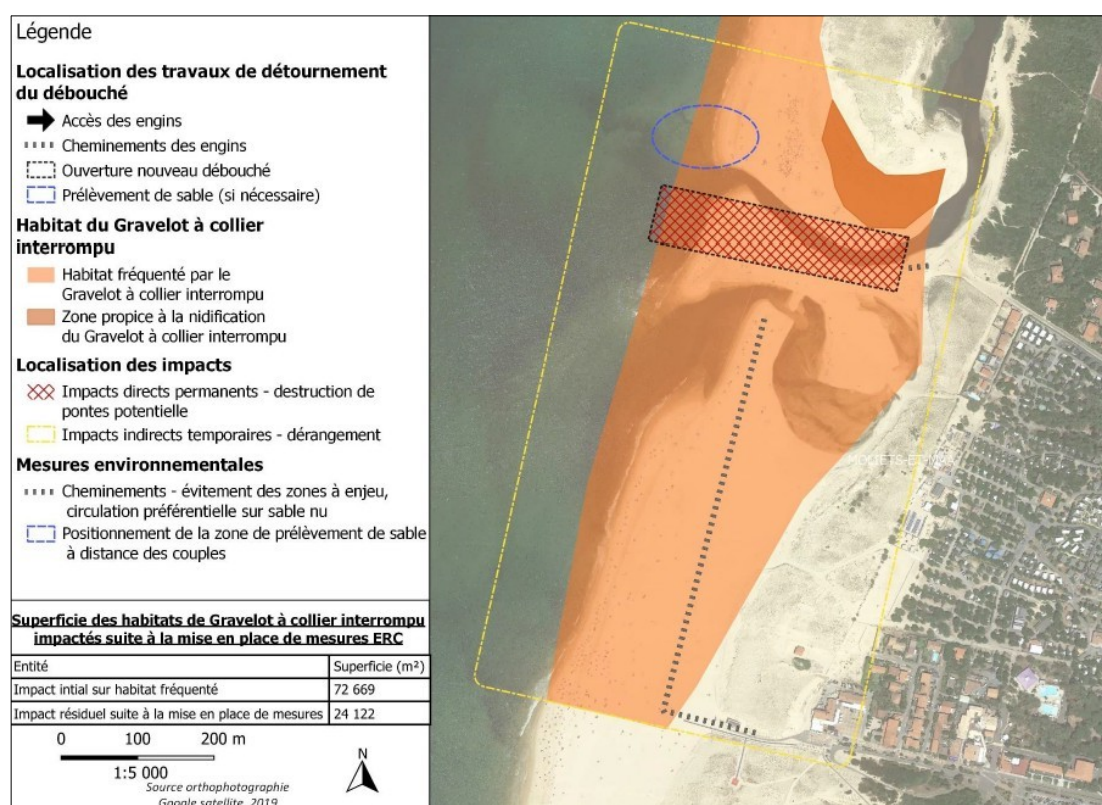 Légende
Localisation des travaux de détournement
du débouché
Accès des engins
Cheminements des engins
Ouverture nouveau débouché
Prélèvement de sable (si nécessaire)
Habitat du Gravelot à collier
interrompu
Habitat fréquenté par le
Gravelot à collier interrompu
Zone propice à la nidification
du Gravelot à collier interrompu
Localisation des impacts
Impacts directs permanents - destruction de
pontes potentielle
Impacts indirects temporaires - dérangement
Mesures environnementales
Cheminements - évitement des zones à enjeu,
circulation préférentielle sur sable nu
Positionnement de la zone de prélèvement de sable
à distance des couples
Superficie des habitats de Gravelot à collier interrompu
impactés suite à la mise en place de mesures ERC
Entité Superficie (m²)
Impact intial sur habitat fréquenté 72 669
Impact résiduel suite à la mise en place de mesures 24 122
0 100 200 m
1:5 000
N
Source orthophotographie
Google satellite, 2019